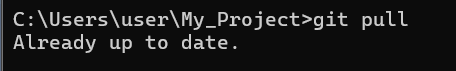 C:\Users\user\My_Project>git pull
Already up to date.